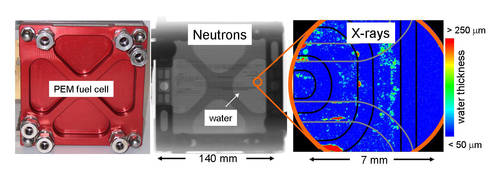 PEM fuel cell
Neutrons
water
140 mm
X-rays
7 mm
> 250 µm
water thickness
< 50 µm